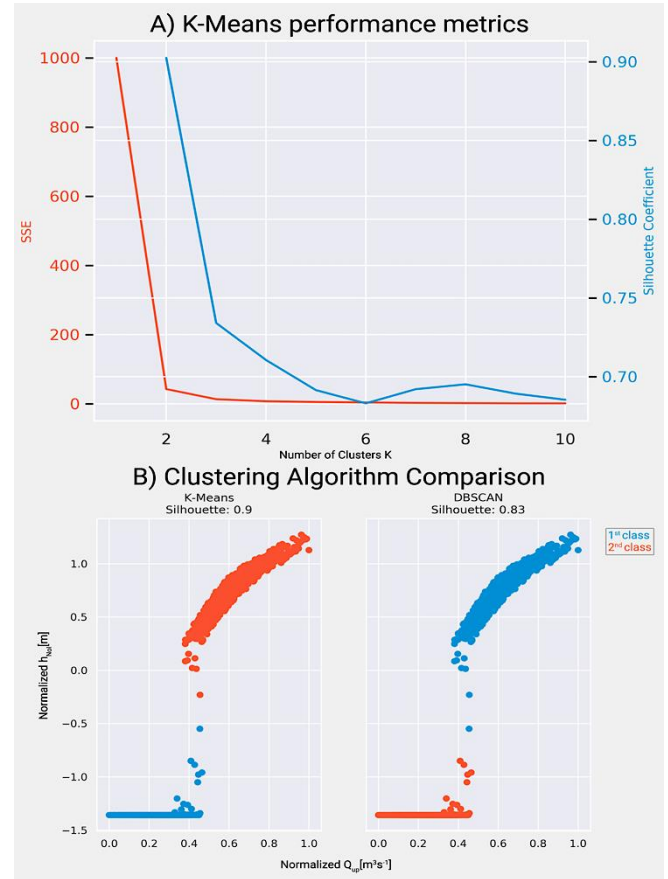 A) K-Means performance metrics
1000
800
600
400
200
0
SSE
0.90
0.85
0.80
0.75
0.70
Silhouette Coefficient
2 4 6 8 10
Number of Clusters K
B) Clustering Algorithm Comparison
K-Means
Silhouette: 0.9
DBSCAN
Silhouette: 0.83
1st class
2nd class
1.0
0.5
0.0
−0.5
−1.0
−1.5
Normalized hNol[m]
0.0 0.2 0.4 0.6 0.8 1.0
0.0 0.2 0.4 0.6 0.8 1.0
Normalized Qup[m³s⁻¹]